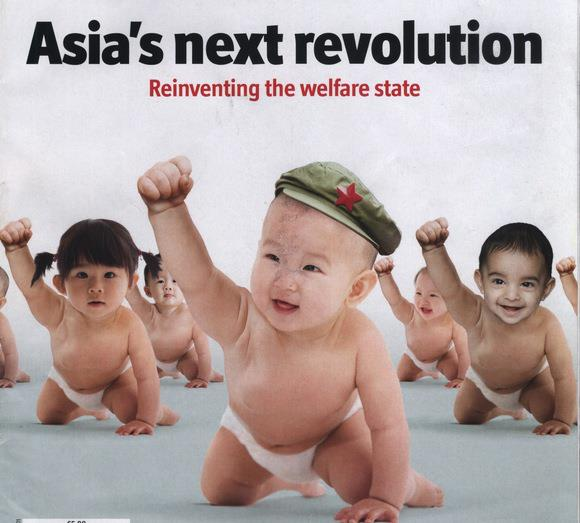 Asia's next revolution
Reinventing the welfare state